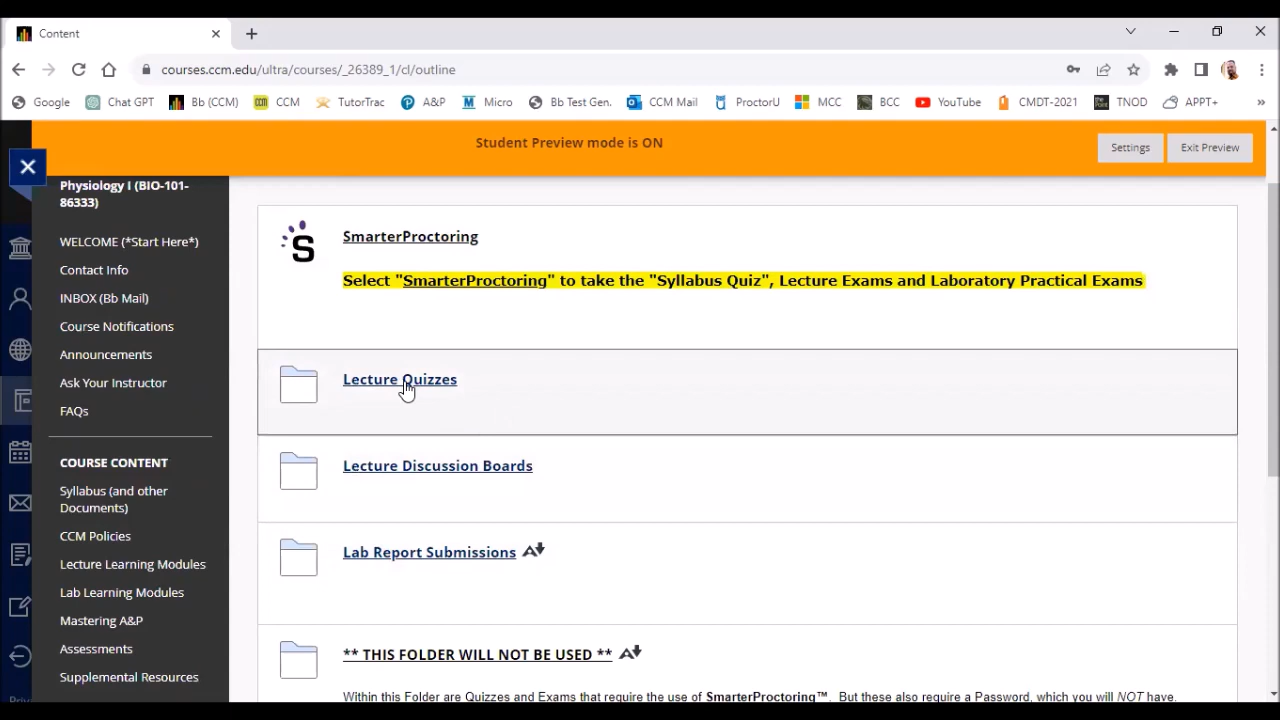 Content
courses.ccm.edu/ultra/courses/_26389_1/cl/outline
Google Chat GPT Bb (CCM) CCM TutorTrac A&P Micro Bb Test Gen. CCM Mail ProctorU MCC BCC YouTube CMDT-2021 TNOD APPT+ »
Student Preview mode is ON
Settings
Exit Preview
Physiology I (BIO-101-
86333)
WELCOME (*Start Here*)
Contact Info
INBOX (Bb Mail)
Course Notifications
Announcements
Ask Your Instructor
FAQs
COURSE CONTENT
Syllabus (and other
Documents)
CCM Policies
Lecture Learning Modules
Lab Learning Modules
Mastering A&P
Assessments
Supplemental Resources
S
SmarterProctoring
Select "SmarterProctoring" to take the "Syllabus Quiz", Lecture Exams and Laboratory Practical Exams
Lecture Quizzes
Lecture Discussion Boards
Lab Report Submissions
** THIS FOLDER WILL NOT BE USED **
Within this Folder are Quizzes and Exams that require the use of SmarterProctoring™. But these also require a Password, which you will NOT have.